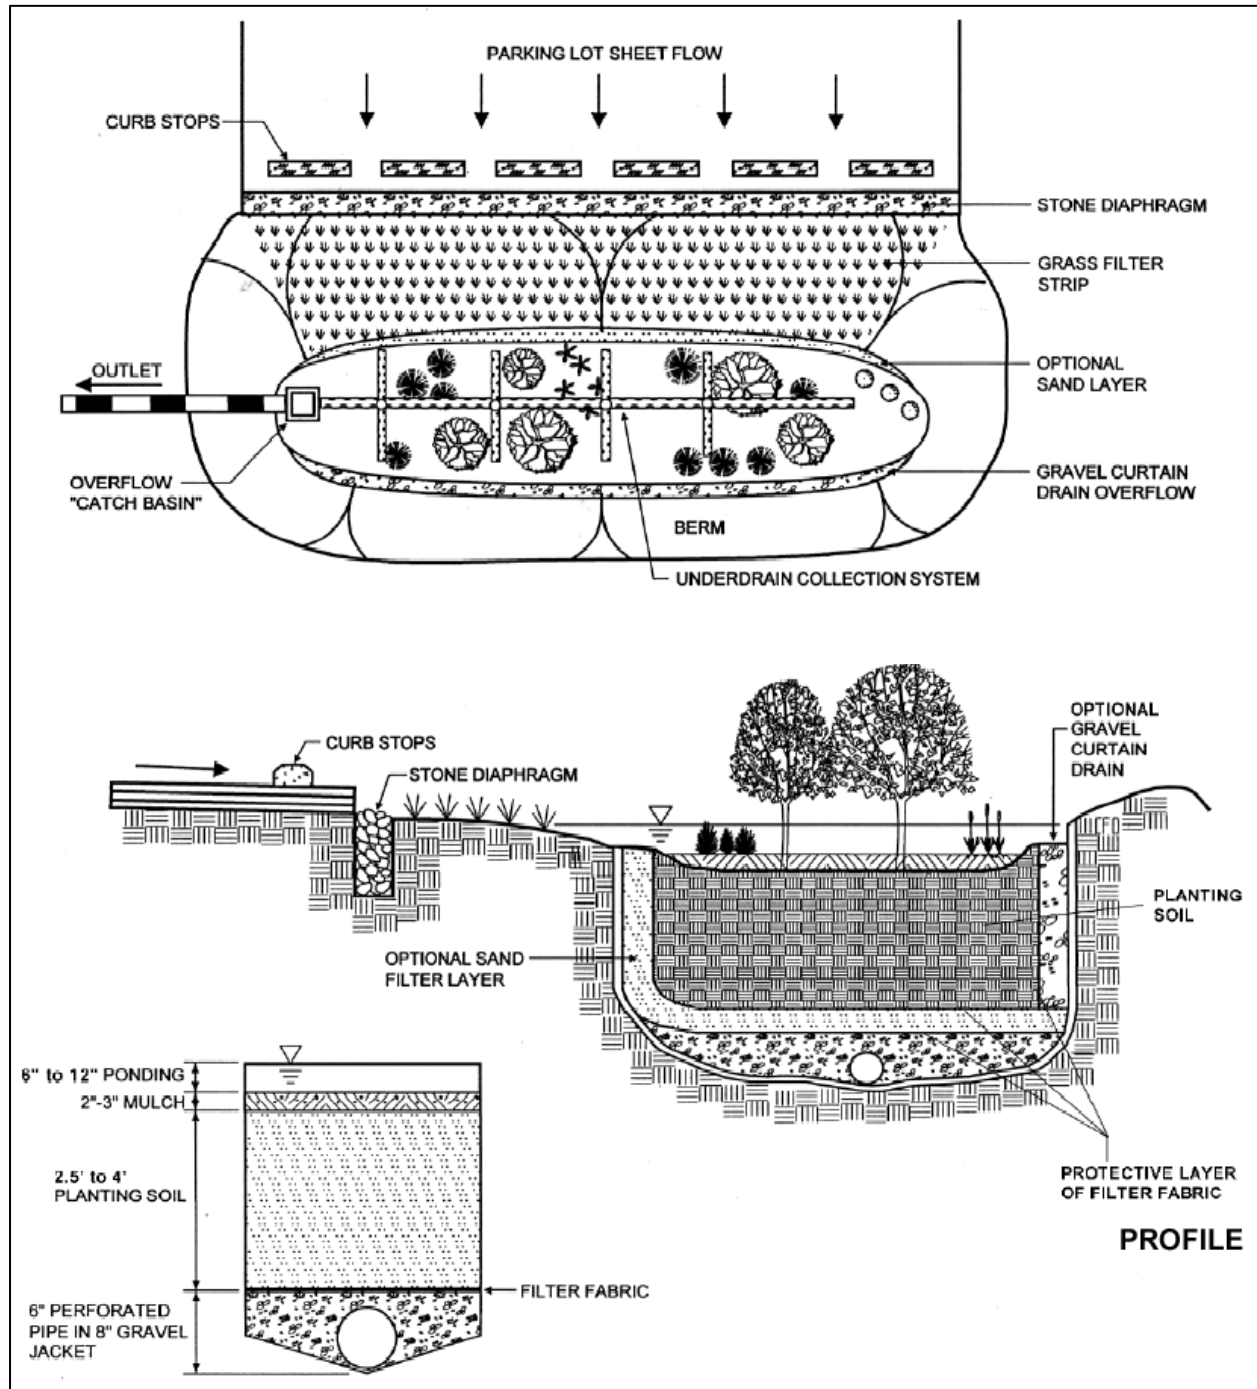 PARKING LOT SHEET FLOW
CURB STOPS
STONE DIAPHRAGM
GRASS FILTER
STRIP
OPTIONAL
SAND LAYER
OUTLET
OVERFLOW
"CATCH BASIN"
GRAVEL CURTAIN
DRAIN OVERFLOW
BERM
UNDERDRAIN COLLECTION SYSTEM
OPTIONAL
GRAVEL
CURTAIN
DRAIN
CURB STOPS
STONE DIAPHRAGM
PLANTING
SOIL
OPTIONAL SAND
FILTER LAYER
6" to 12" PONDING
2"-3" MULCH
2.5' to 4'
PLANTING SOIL
PROTECTIVE LAYER
OF FILTER FABRIC
PROFILE
FILTER FABRIC
6" PERFORATED
PIPE IN 8" GRAVEL
JACKET